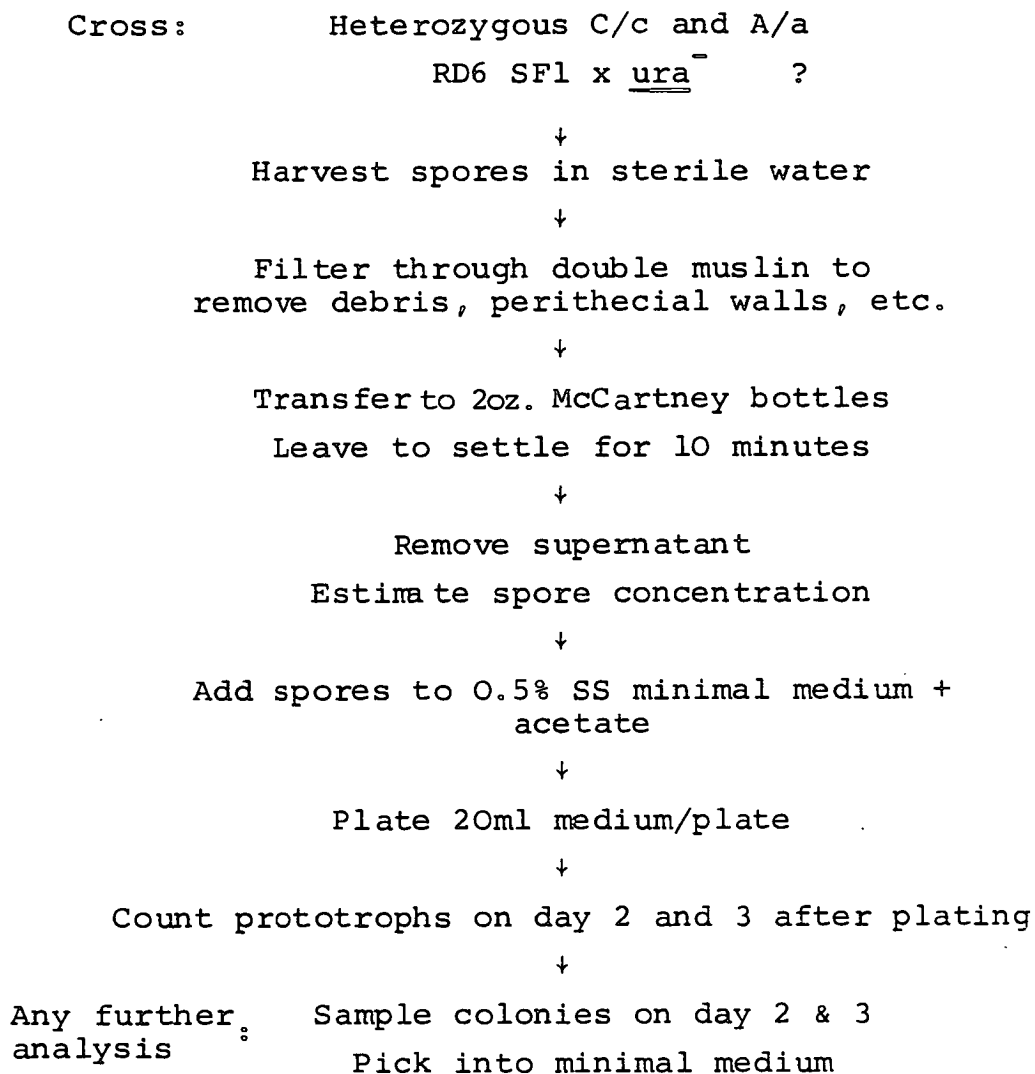 Cross: Heterozygous C/c and A/a
RD6 SF1 x ura⁻ ?
↓
Harvest spores in sterile water
↓
Filter through double muslin to
remove debris, perithecial walls, etc.
↓
Transfer to 2oz. McCartney bottles
Leave to settle for 10 minutes
↓
Remove supernatant
Estimate spore concentration
↓
Add spores to 0.5% SS minimal medium +
acetate
↓
Plate 20ml medium/plate
↓
Count prototrophs on day 2 and 3 after plating
↓
Any further : Sample colonies on day 2 & 3
analysis Pick into minimal medium